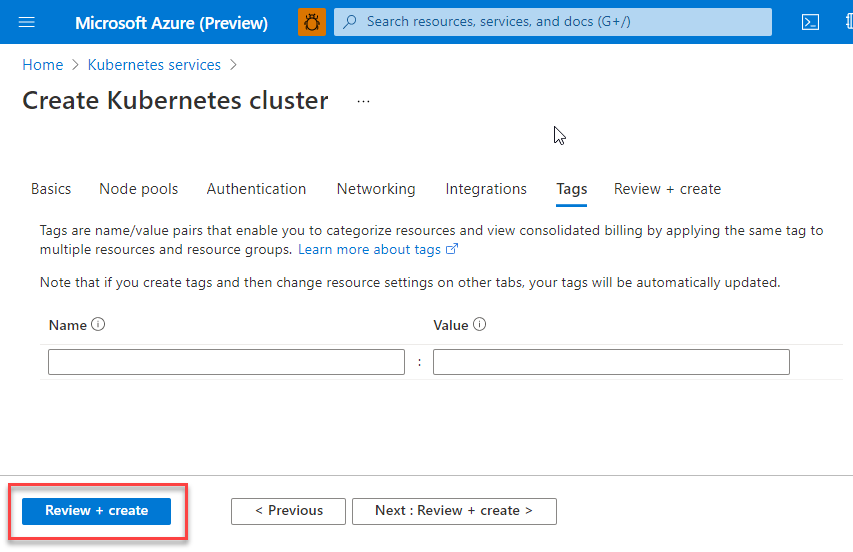 Microsoft Azure (Preview)
Search resources, services, and docs (G+/)
Home > Kubernetes services >
Create Kubernetes cluster ...
Basics Node pools Authentication Networking Integrations Tags Review + create
Tags are name/value pairs that enable you to categorize resources and view consolidated billing by applying the same tag to
multiple resources and resource groups. Learn more about tags
Note that if you create tags and then change resource settings on other tabs, your tags will be automatically updated.
Name Value
:
Review + create < Previous Next : Review + create >